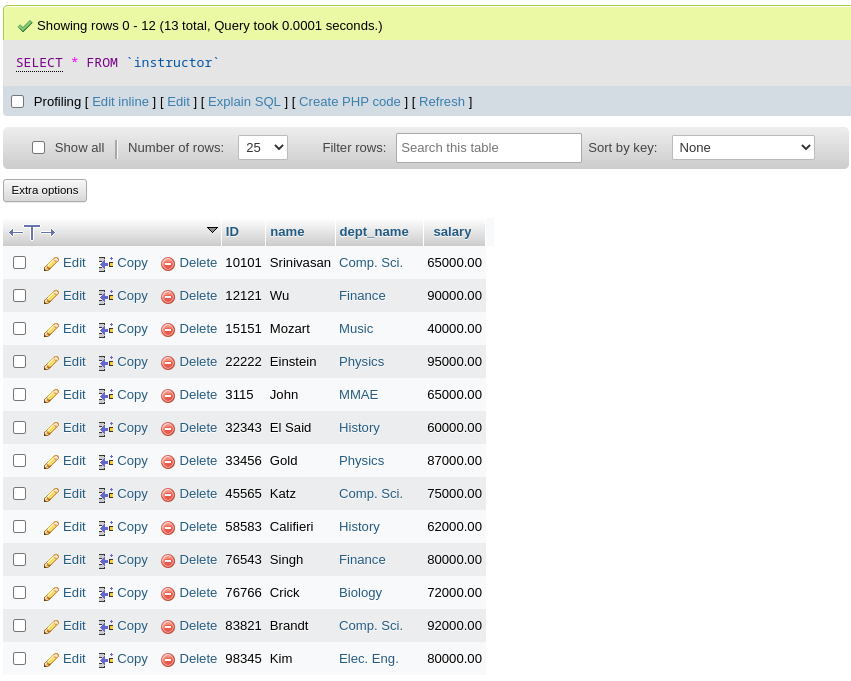 Showing rows 0 - 12 (13 total, Query took 0.0001 seconds.)
SELECT * FROM `instructor`
Profiling [ Edit inline ] [ Edit ] [ Explain SQL ] [ Create PHP code ] [ Refresh ]
Show all | Number of rows: 25 Filter rows: Search this table Sort by key: None
Extra options
ID name dept_name salary
Edit Copy Delete 10101 Srinivasan Comp. Sci. 65000.00
Edit Copy Delete 12121 Wu Finance 90000.00
Edit Copy Delete 15151 Mozart Music 40000.00
Edit Copy Delete 22222 Einstein Physics 95000.00
Edit Copy Delete 3115 John MMAE 65000.00
Edit Copy Delete 32343 El Said History 60000.00
Edit Copy Delete 33456 Gold Physics 87000.00
Edit Copy Delete 45565 Katz Comp. Sci. 75000.00
Edit Copy Delete 58583 Califieri History 62000.00
Edit Copy Delete 76543 Singh Finance 80000.00
Edit Copy Delete 76766 Crick Biology 72000.00
Edit Copy Delete 83821 Brandt Comp. Sci. 92000.00
Edit Copy Delete 98345 Kim Elec. Eng. 80000.00